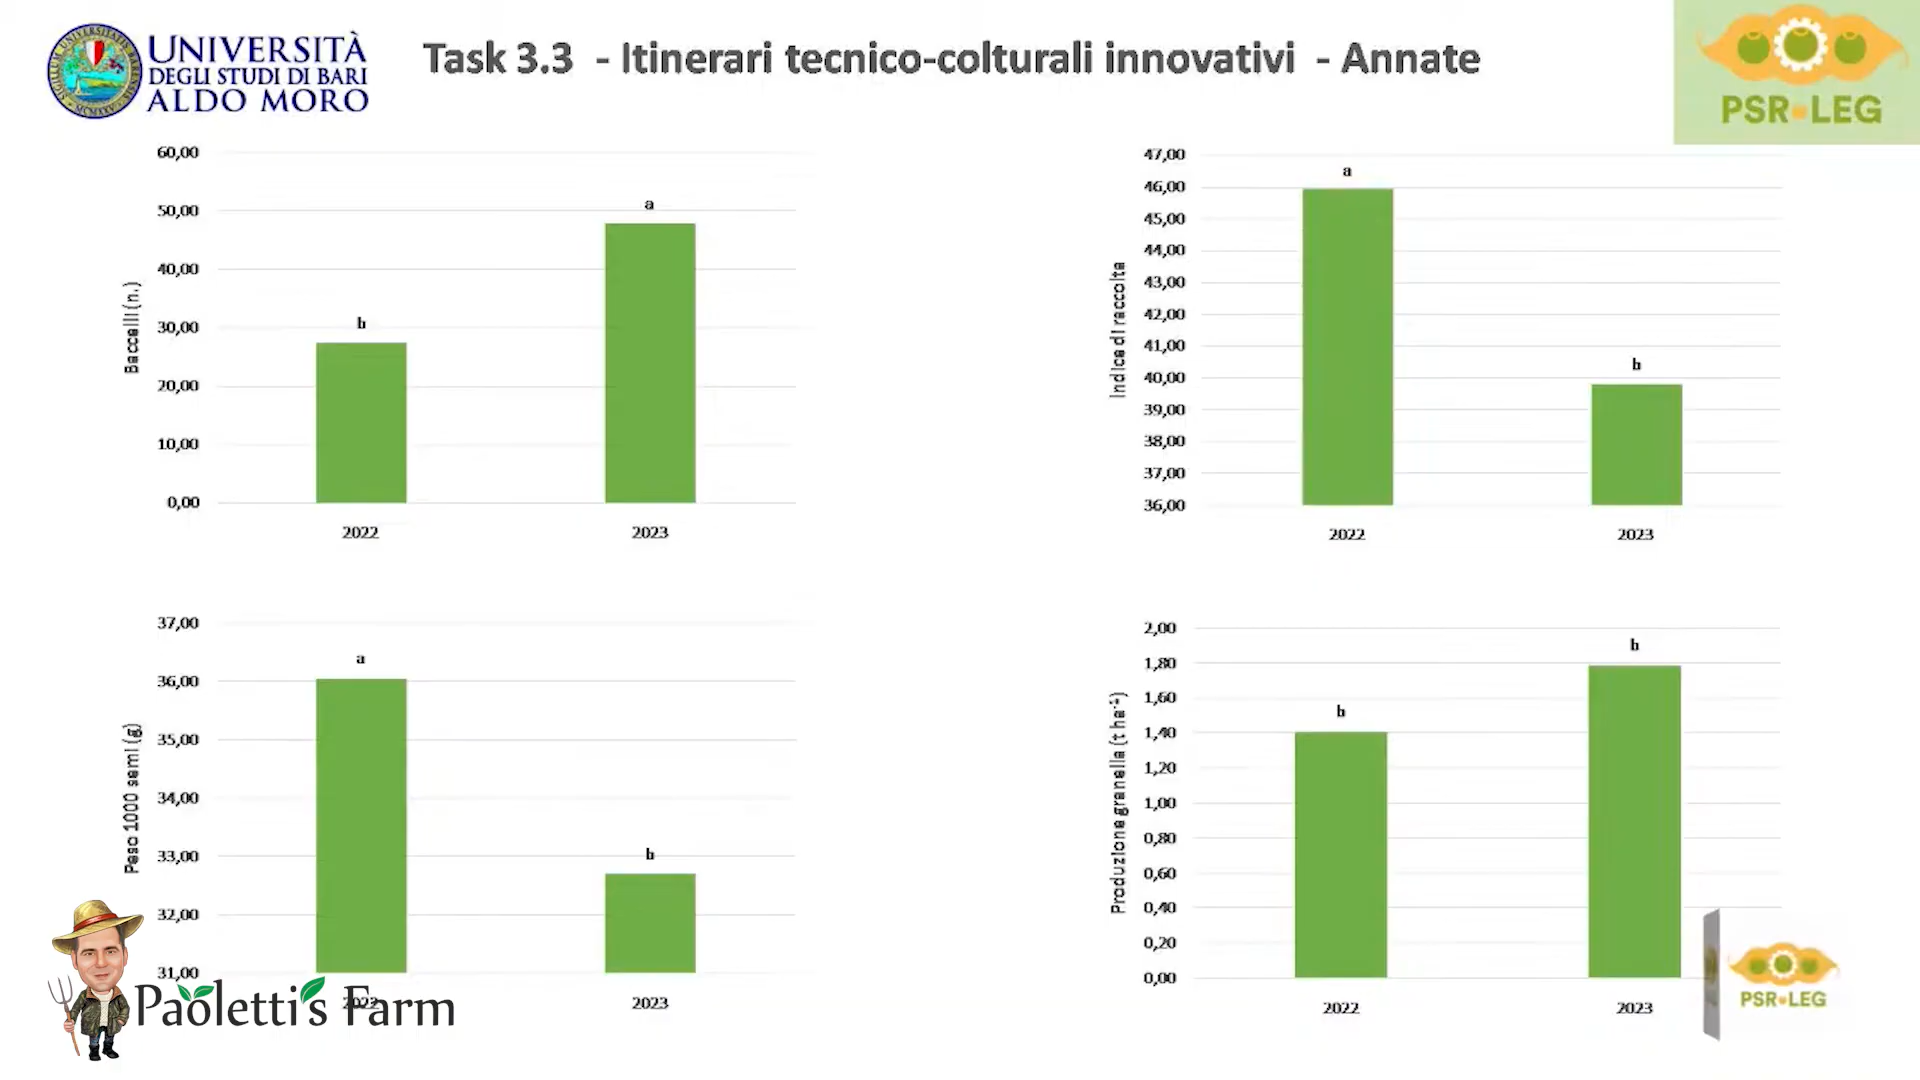 UNIVERSITÀ
DEGLI STUDI DI BARI
ALDO MORO
Task 3.3 - Itinerari tecnico-colturali innovativi - Annate
PSR LEG
Baccelli (n.)
60,00
50,00
40,00
30,00
20,00
10,00
0,00
b
a
2022
2023
Indice di raccolta
47,00
46,00
45,00
44,00
43,00
42,00
41,00
40,00
39,00
38,00
37,00
36,00
a
b
2022
2023
Peso 1000 semi (g)
37,00
36,00
35,00
34,00
33,00
32,00
31,00
a
b
2022
2023
Produzione granella (t ha⁻¹)
2,00
1,80
1,60
1,40
1,20
1,00
0,80
0,60
0,40
0,20
0,00
b
b
2022
2023
Paoletti's Farm
PSR LEG